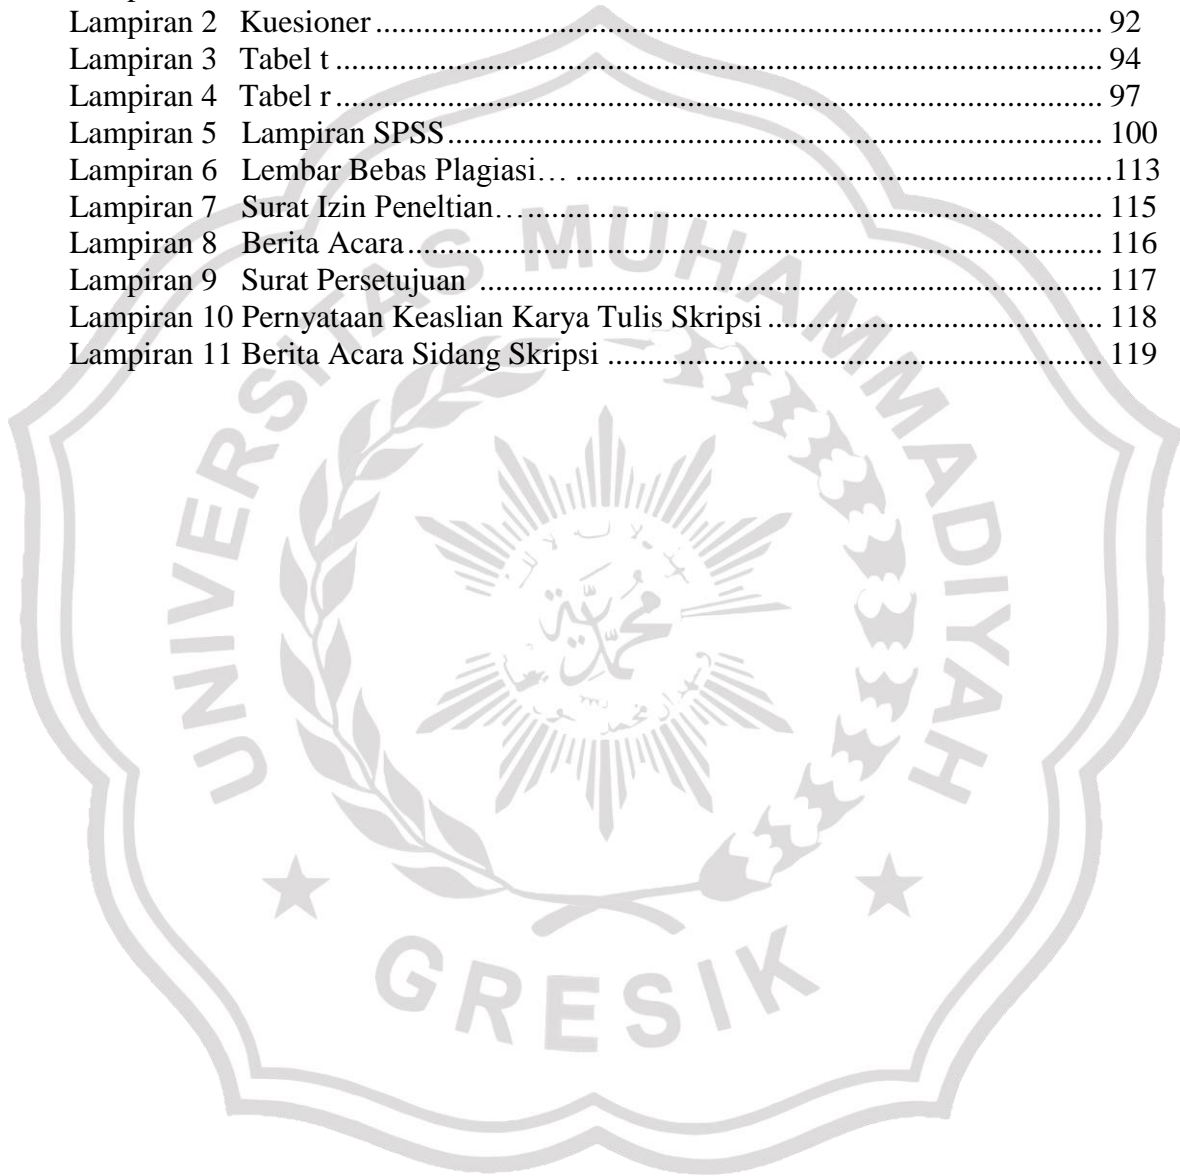 Lampiran 2 Kuesioner ........................................................................................... 92
Lampiran 3 Tabel t ................................................................................................ 94
Lampiran 4 Tabel r ................................................................................................ 97
Lampiran 5 Lampiran SPSS.................................................................................. 100
Lampiran 6 Lembar Bebas Plagiasi… ...................................................................113
Lampiran 7 Surat Izin Peneltian…........................................................................ 115
Lampiran 8 Berita Acara....................................................................................... 116
Lampiran 9 Surat Persetujuan .............................................................................. 117
Lampiran 10 Pernyataan Keaslian Karya Tulis Skripsi .......................................... 118
Lampiran 11 Berita Acara Sidang Skripsi .............................................................. 119
UNIVERSITAS MUHAMMADIYAH
محمد
GRESIK